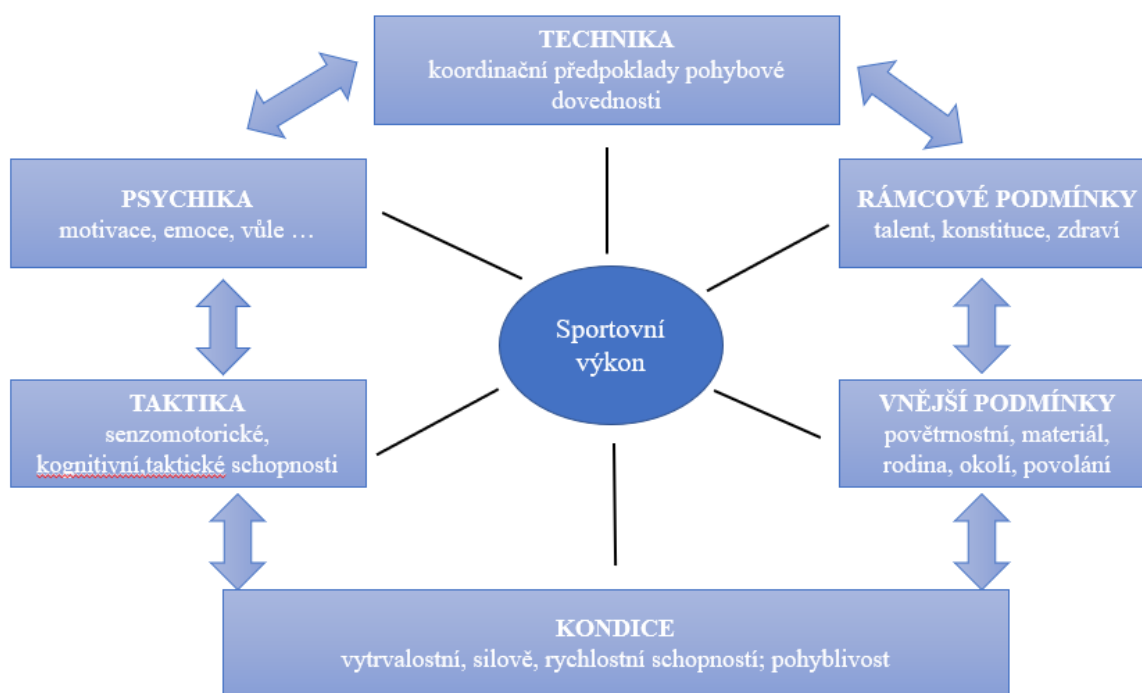 TECHNIKA
koordinační předpoklady pohybové
dovednosti
PSYCHIKA
motivace, emoce, vůle …
RÁMCOVÉ PODMÍNKY
talent, konstituce, zdraví
Sportovní
výkon
TAKTIKA
senzomotorické,
kognitivní,taktické schopnosti
VNĚJŠÍ PODMÍNKY
povětrnostní, materiál,
rodina, okolí, povolání
KONDICE
vytrvalostní, silově, rychlostní schopností; pohyblivost